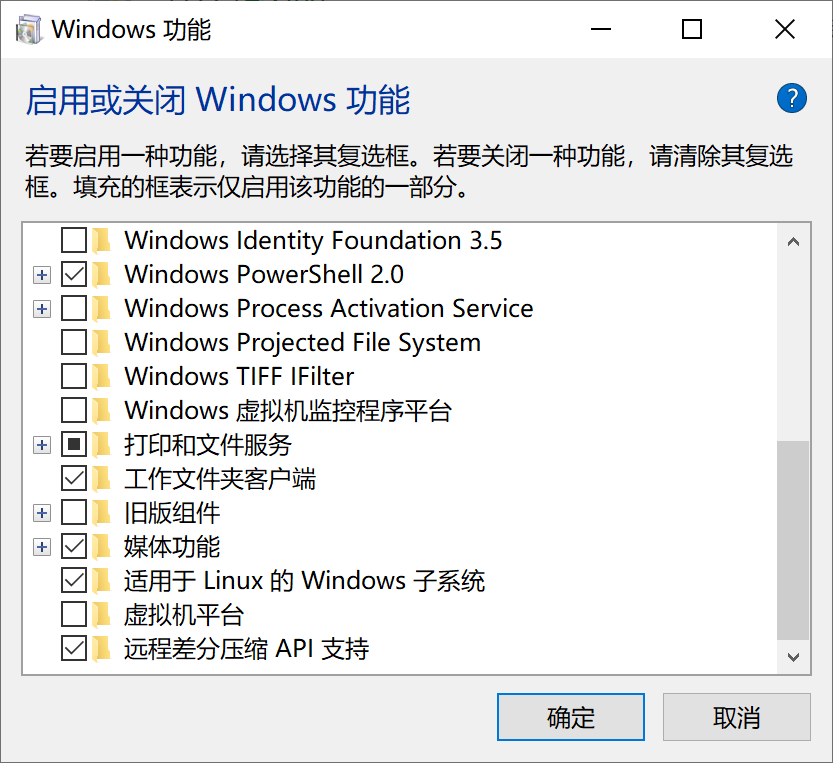 Windows 功能
启用或关闭 Windows 功能
若要启用一种功能，请选择其复选框。若要关闭一种功能，请清除其复选
框。填充的框表示仅启用该功能的一部分。
Windows Identity Foundation 3.5
Windows PowerShell 2.0
Windows Process Activation Service
Windows Projected File System
Windows TIFF IFilter
Windows 虚拟机监控程序平台
打印和文件服务
工作文件夹客户端
旧版组件
媒体功能
适用于 Linux 的 Windows 子系统
虚拟机平台
远程差分压缩 API 支持
确定
取消